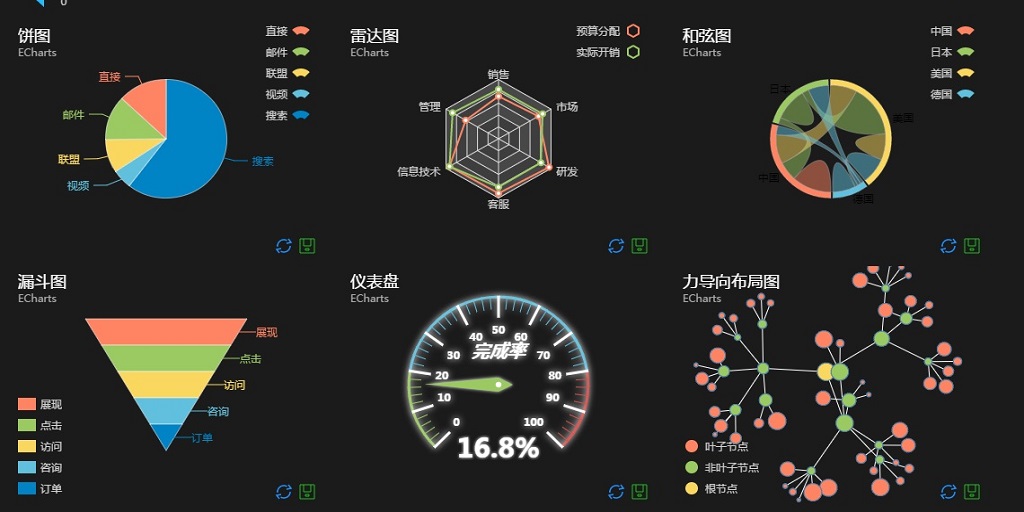 0
饼图
ECharts
直接
邮件
联盟
视频
搜索
直接
邮件
联盟
视频
搜索
雷达图
ECharts
预算分配
实际开销
销售
管理
市场
信息技术
研发
客服
和弦图
ECharts
中国
日本
美国
德国
日本
美国
中国
德国
漏斗图
ECharts
展现
点击
访问
咨询
订单
展现
点击
访问
咨询
订单
仪表盘
ECharts
50
40
60
完成率
30
70
20
80
10
90
0
100
16.8%
力导向布局图
ECharts
叶子节点
非叶子节点
根节点